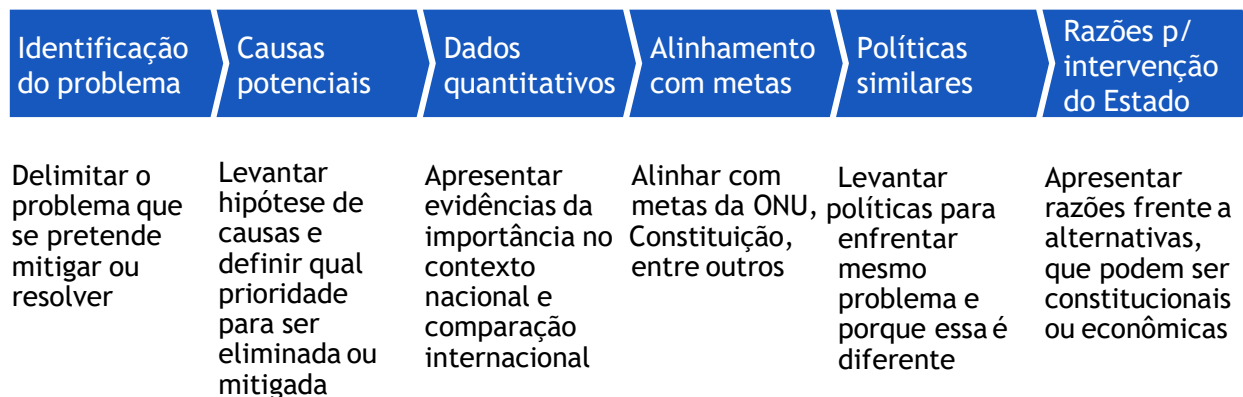 Identificação
do problema
Causas
potenciais
Dados
quantitativos
Alinhamento
com metas
Políticas
similares
Razões p/
intervenção
do Estado
Delimitar o
problema que
se pretende
mitigar ou
resolver
Levantar
hipótese de
causas e
definir qual
prioridade
para ser
eliminada ou
mitigada
Apresentar
evidências da
importância no
contexto
nacional e
comparação
internacional
Alinhar com
metas da ONU,
Constituição,
entre outros
Levantar
políticas para
enfrentar
mesmo
problema e
porque essa é
diferente
Apresentar
razões frente a
alternativas,
que podem ser
constitucionais
ou econômicas